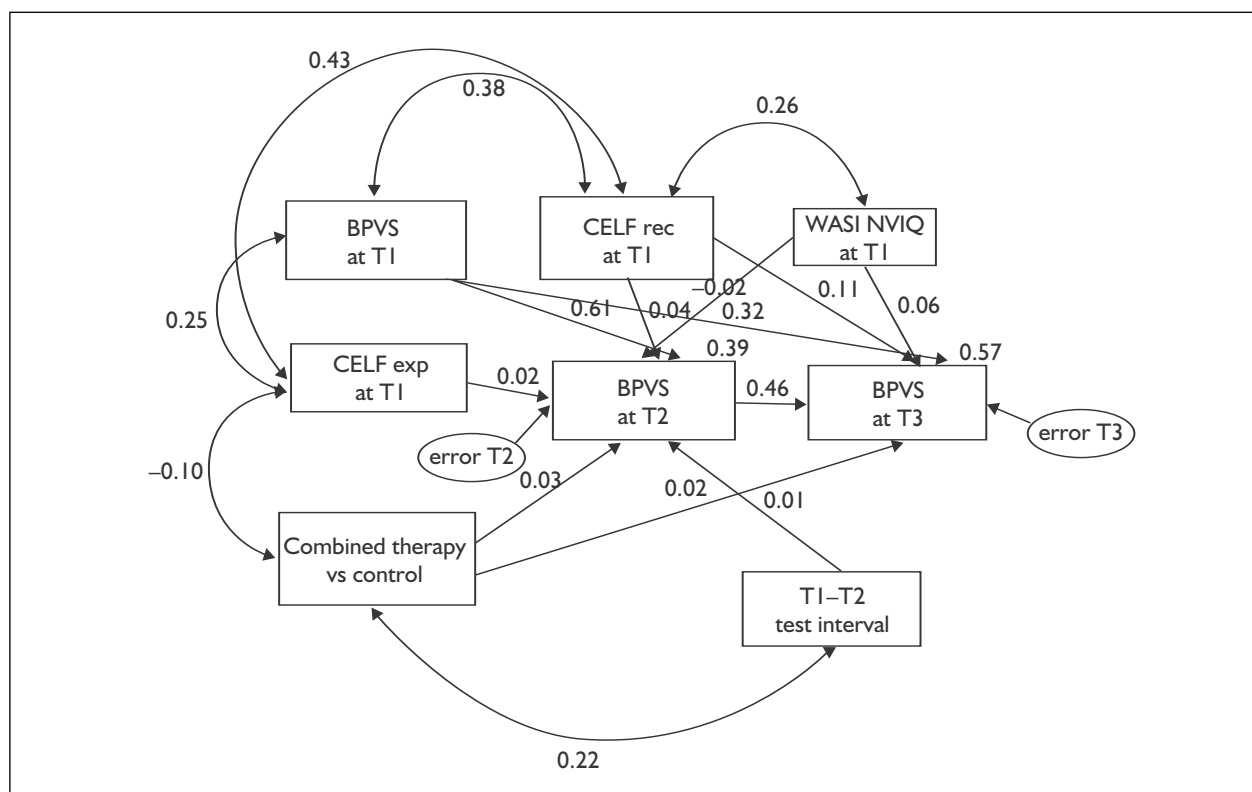 0.43
0.38
0.26
BPVS
at T1
CELF rec
at T1
WASI NVIQ
at T1
0.25
0.61
0.04
–0.02
0.32
0.11
0.06
CELF exp
at T1
0.02
0.39
BPVS
at T2
0.46
0.57
BPVS
at T3
error T2
error T3
–0.10
0.03
0.02
0.01
Combined therapy
vs control
T1–T2
test interval
0.22